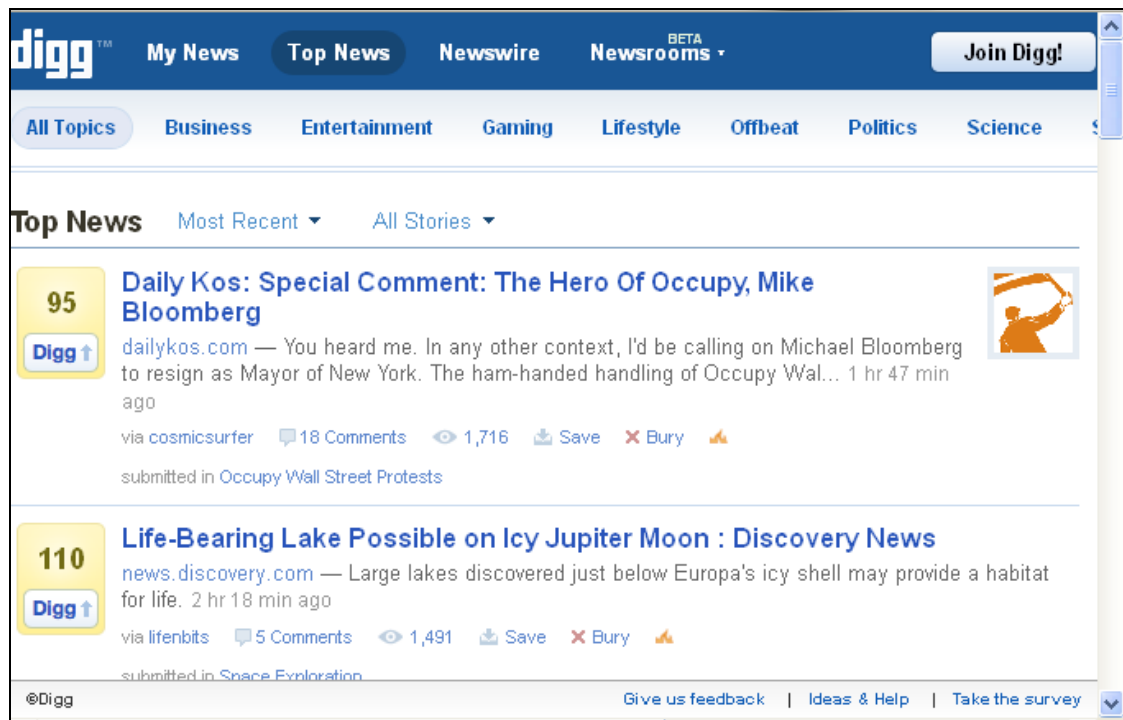 digg™ My News Top News Newswire Newsrooms BETA Join Digg!
All Topics Business Entertainment Gaming Lifestyle Offbeat Politics Science
Top News Most Recent All Stories
95
Digg
Daily Kos: Special Comment: The Hero Of Occupy, Mike
Bloomberg
dailykos.com — You heard me. In any other context, I'd be calling on Michael Bloomberg
to resign as Mayor of New York. The ham-handed handling of Occupy Wal... 1 hr 47 min
ago
via cosmicsurfer 18 Comments 1,716 Save Bury
submitted in Occupy Wall Street Protests
110
Digg
Life-Bearing Lake Possible on Icy Jupiter Moon : Discovery News
news.discovery.com — Large lakes discovered just below Europa's icy shell may provide a habitat
for life. 2 hr 18 min ago
via lifenbits 5 Comments 1,491 Save Bury
submitted in Space Exploration
©Digg Give us feedback | Ideas & Help | Take the survey